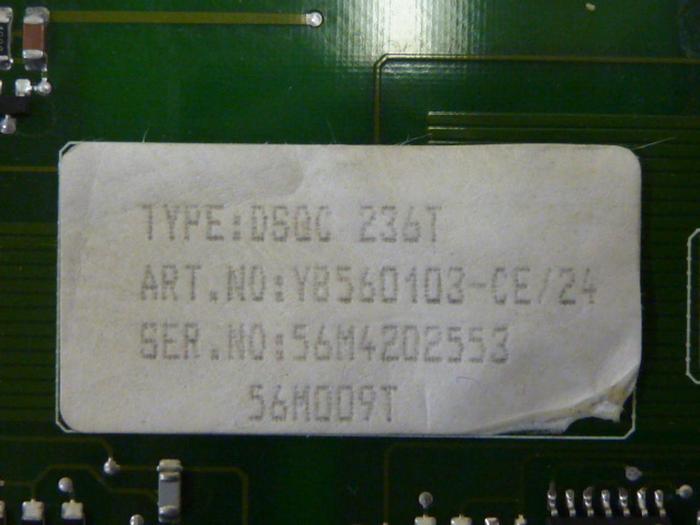 TYPE:DSQC 236T
ART.NO:YB560103-CE/24
SER.NO:56M4202553
56M009T